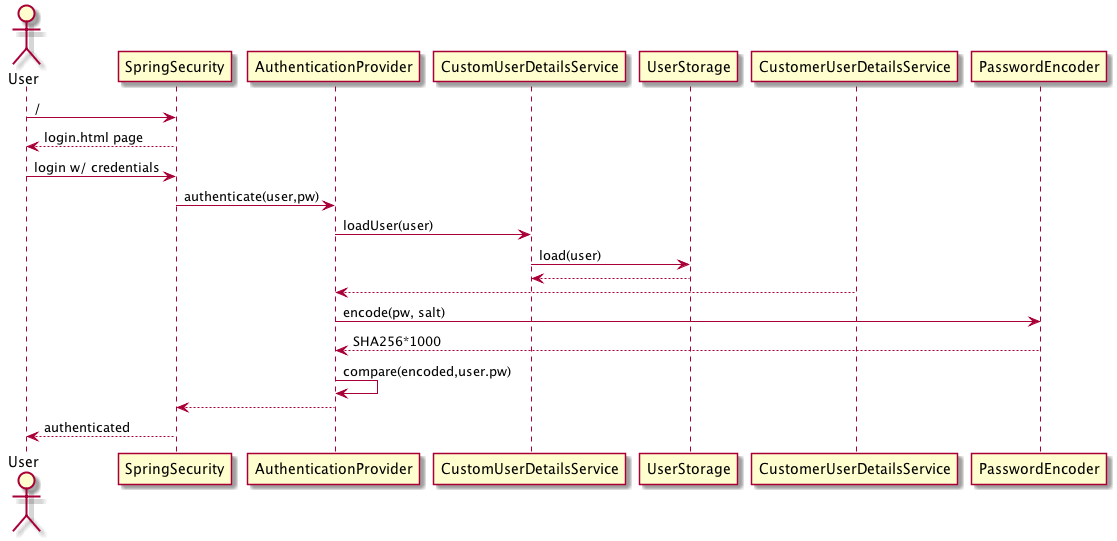 User
SpringSecurity
AuthenticationProvider
CustomUserDetailsService
UserStorage
CustomerUserDetailsService
PasswordEncoder
/
login.html page
login w/ credentials
authenticate(user,pw)
loadUser(user)
load(user)
encode(pw, salt)
SHA256*1000
compare(encoded,user.pw)
authenticated
User
SpringSecurity
AuthenticationProvider
CustomUserDetailsService
UserStorage
CustomerUserDetailsService
PasswordEncoder